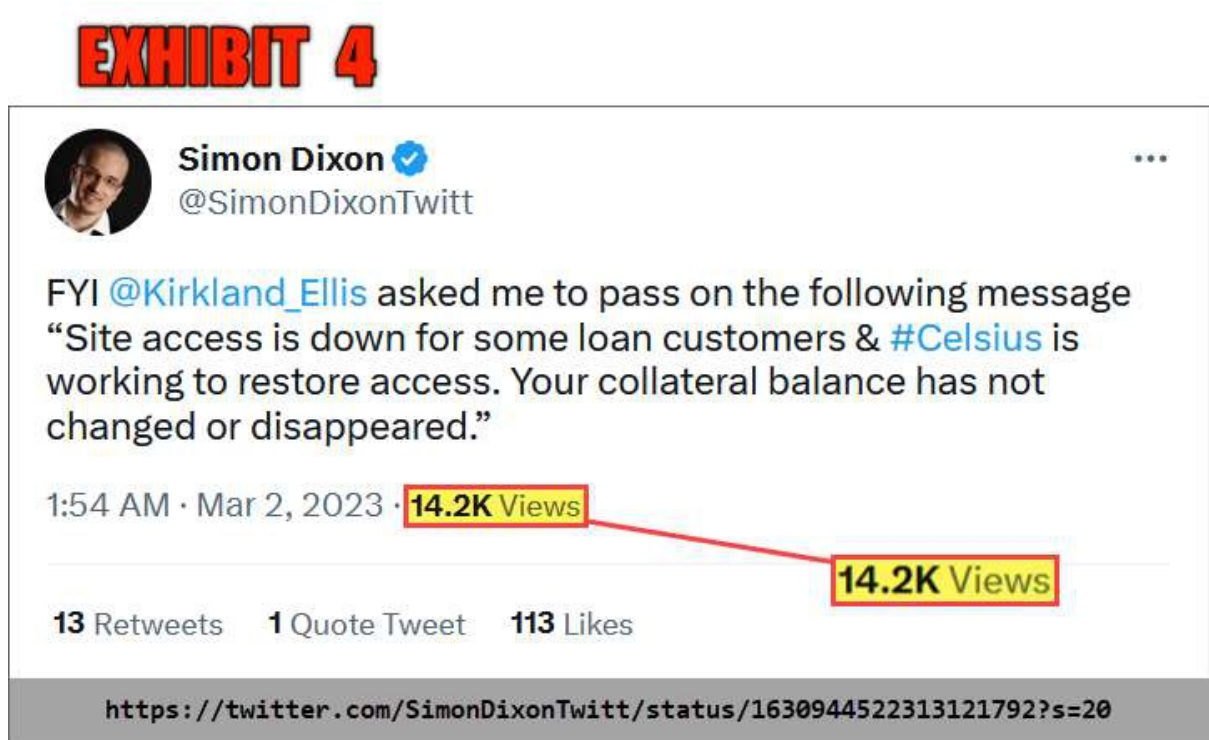 EXHIBIT 4
Simon Dixon
@SimonDixonTwitt
FYI @Kirkland_Ellis asked me to pass on the following message
“Site access is down for some loan customers & #Celsius is
working to restore access. Your collateral balance has not
changed or disappeared.”
1:54 AM · Mar 2, 2023 · 14.2K Views
14.2K Views
13 Retweets 1 Quote Tweet 113 Likes
https://twitter.com/SimonDixonTwitt/status/1630944522313121792?s=20